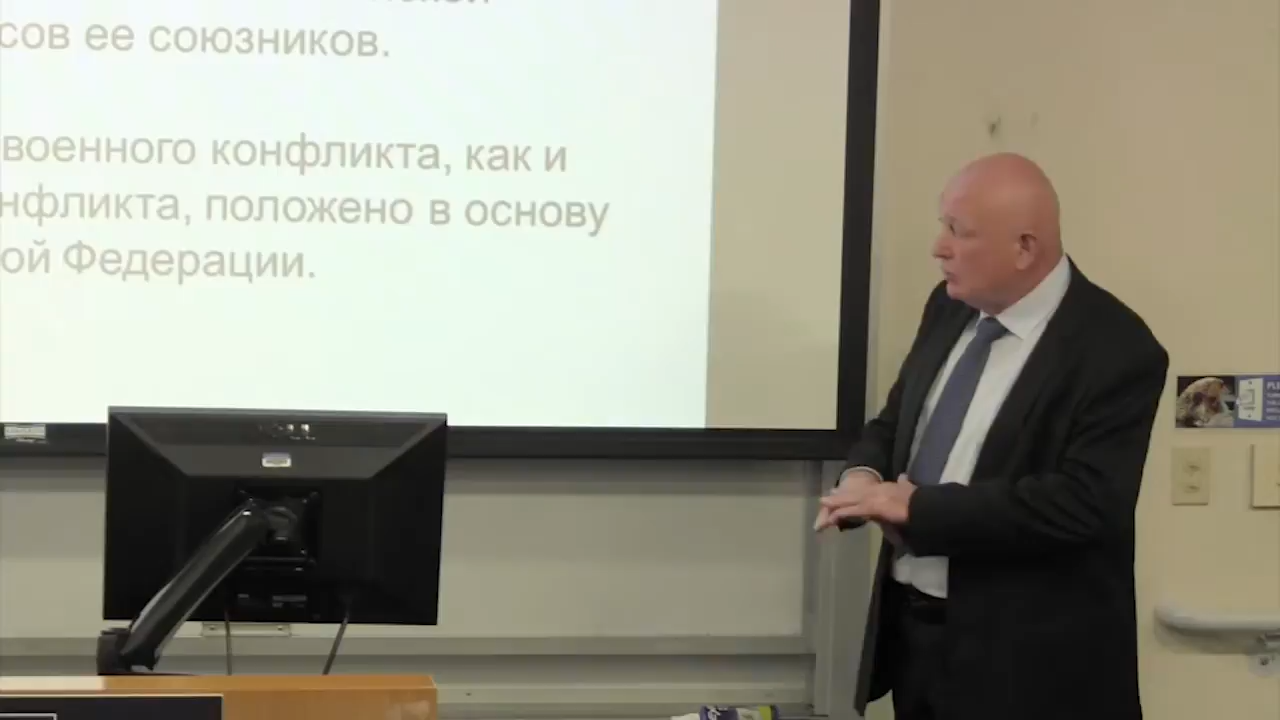 сов ее союзников.
военного конфликта, как и
нфликта, положено в основу
ой Федерации.